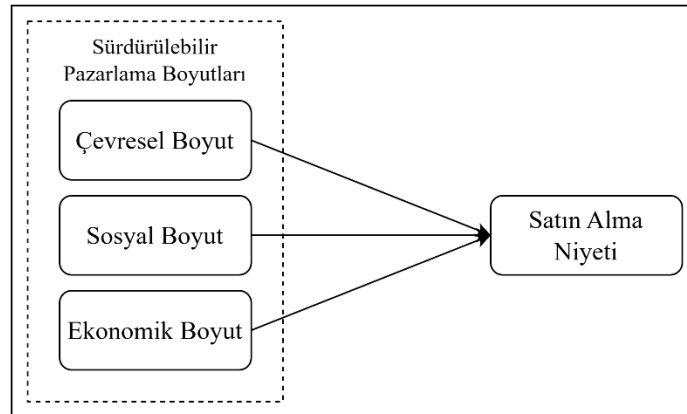 Sürdürülebilir
Pazarlama Boyutları
Çevresel Boyut
Sosyal Boyut
Ekonomik Boyut
Satın Alma
Niyeti